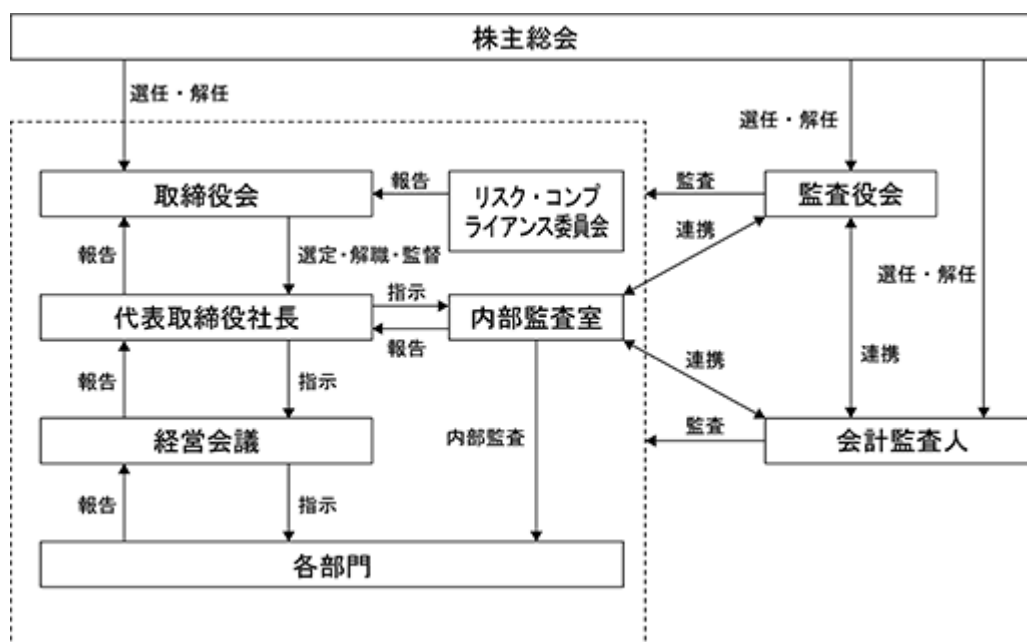 株主総会
選任・解任
選任・解任
取締役会
報告
リスク・コンプ
ライアンス委員会
監査
監査役会
連携
報告
選定・解職・監督
選任・解任
代表取締役社長
指示
報告
内部監査室
連携
連携
報告
指示
経営会議
内部監査
監査
会計監査人
報告
指示
各部門